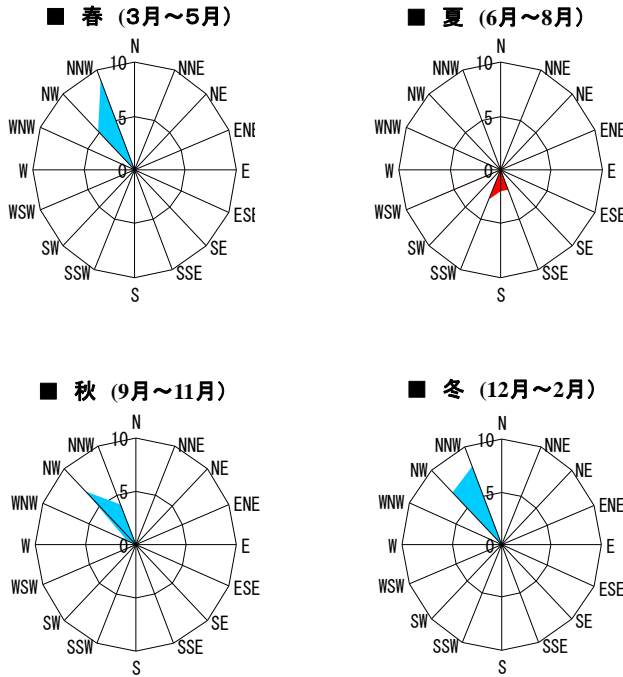 ■ 春 (3月～5月)
N
NNE
NE
ENE
E
ESE
SE
SSE
S
SSW
SW
WSW
W
WNW
NW
NNW
10
5
0
■ 夏 (6月～8月)
N
NNE
NE
ENE
E
ESE
SE
SSE
S
SSW
SW
WSW
W
WNW
NW
NNW
10
5
0
■ 秋 (9月～11月)
N
NNE
NE
ENE
E
ESE
SE
SSE
S
SSW
SW
WSW
W
WNW
NW
NNW
10
5
0
■ 冬 (12月～2月)
N
NNE
NE
ENE
E
ESE
SE
SSE
S
SSW
SW
WSW
W
WNW
NW
NNW
10
5
0